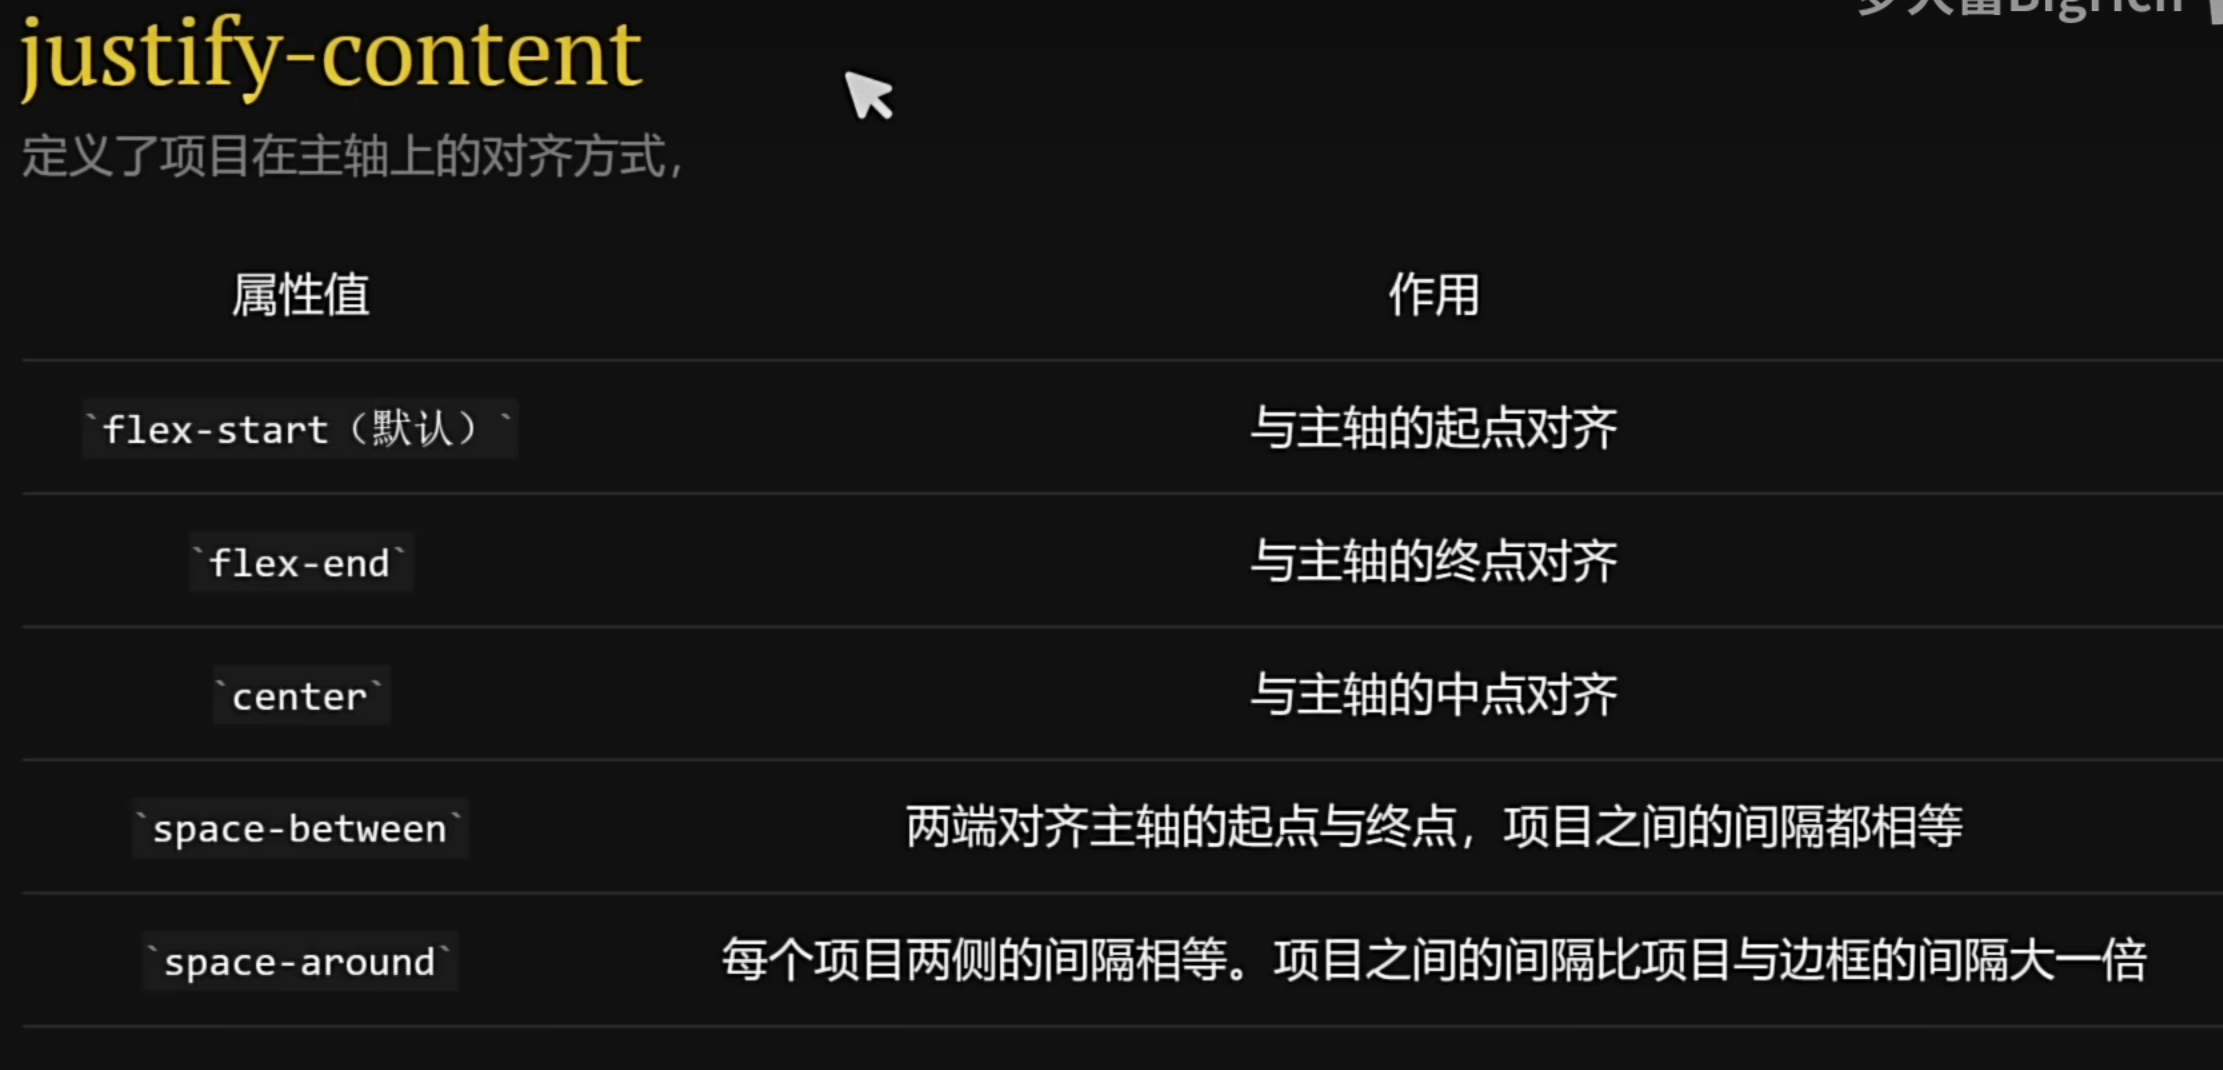 justify-content
定义了项目在主轴上的对齐方式，
属性值 作用
`flex-start（默认）` 与主轴的起点对齐
`flex-end` 与主轴的终点对齐
`center` 与主轴的中点对齐
`space-between` 两端对齐主轴的起点与终点，项目之间的间隔都相等
`space-around` 每个项目两侧的间隔相等。项目之间的间隔比项目与边框的间隔大一倍